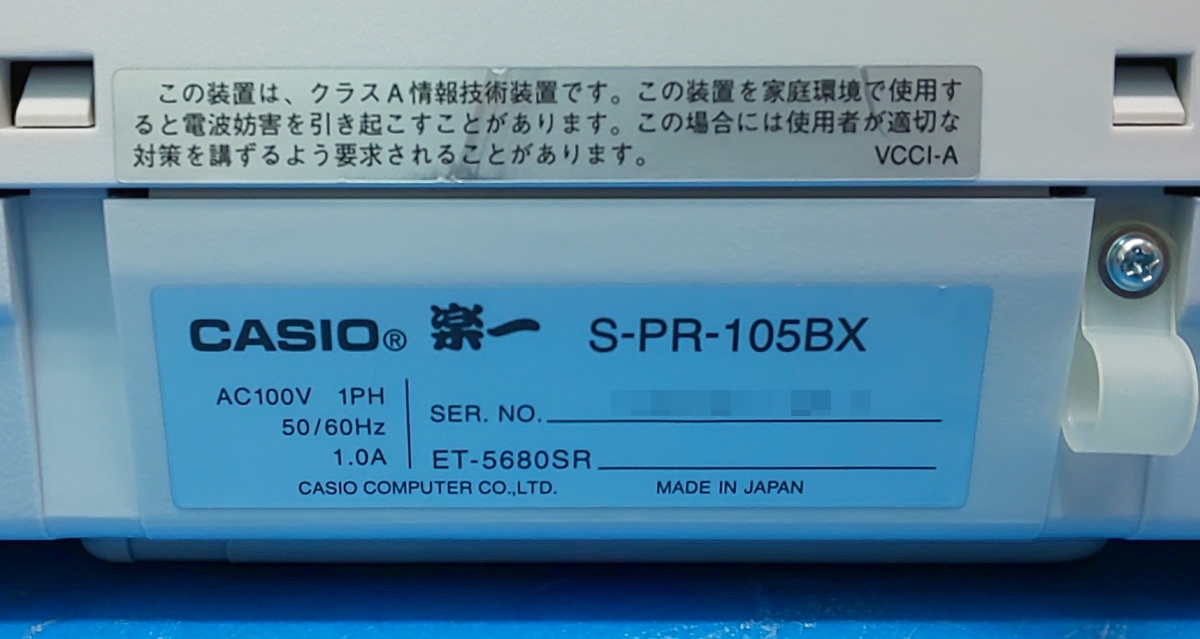 この装置は、クラスA情報技術装置です。この装置を家庭環境で使用す
ると電波妨害を引き起こすことがあります。この場合には使用者が適切な
対策を講ずるよう要求されることがあります。 VCCI-A
CASIO® 楽一 S-PR-105BX
AC100V 1PH
50/60Hz
1.0A
SER. NO.
ET-5680SR
CASIO COMPUTER CO.,LTD. MADE IN JAPAN